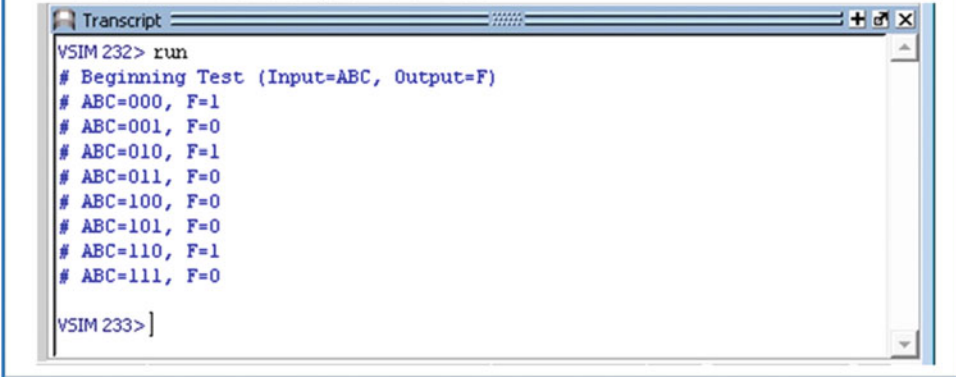 Transcript
VSIM 232> run
# Beginning Test (Input=ABC, Output=F)
# ABC=000, F=1
# ABC=001, F=0
# ABC=010, F=1
# ABC=011, F=0
# ABC=100, F=0
# ABC=101, F=0
# ABC=110, F=1
# ABC=111, F=0
VSIM 233>